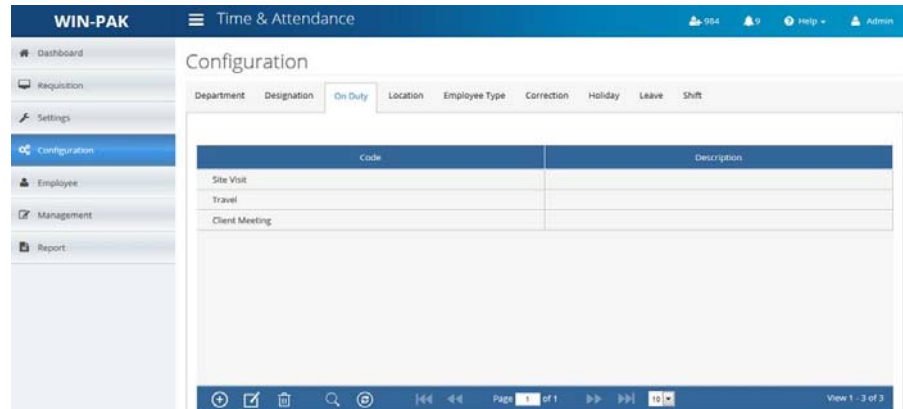 WIN-PAK
Time & Attendance
984
9
Help
Admin
Dashboard
Requisition
Settings
Configuration
Employee
Management
Report
Configuration
Department Designation On Duty Location Employee Type Correction Holiday Leave Shift
Code Description
Site Visit
Travel
Client Meeting
Page 1 of 1 10 View 1 - 3 of 3